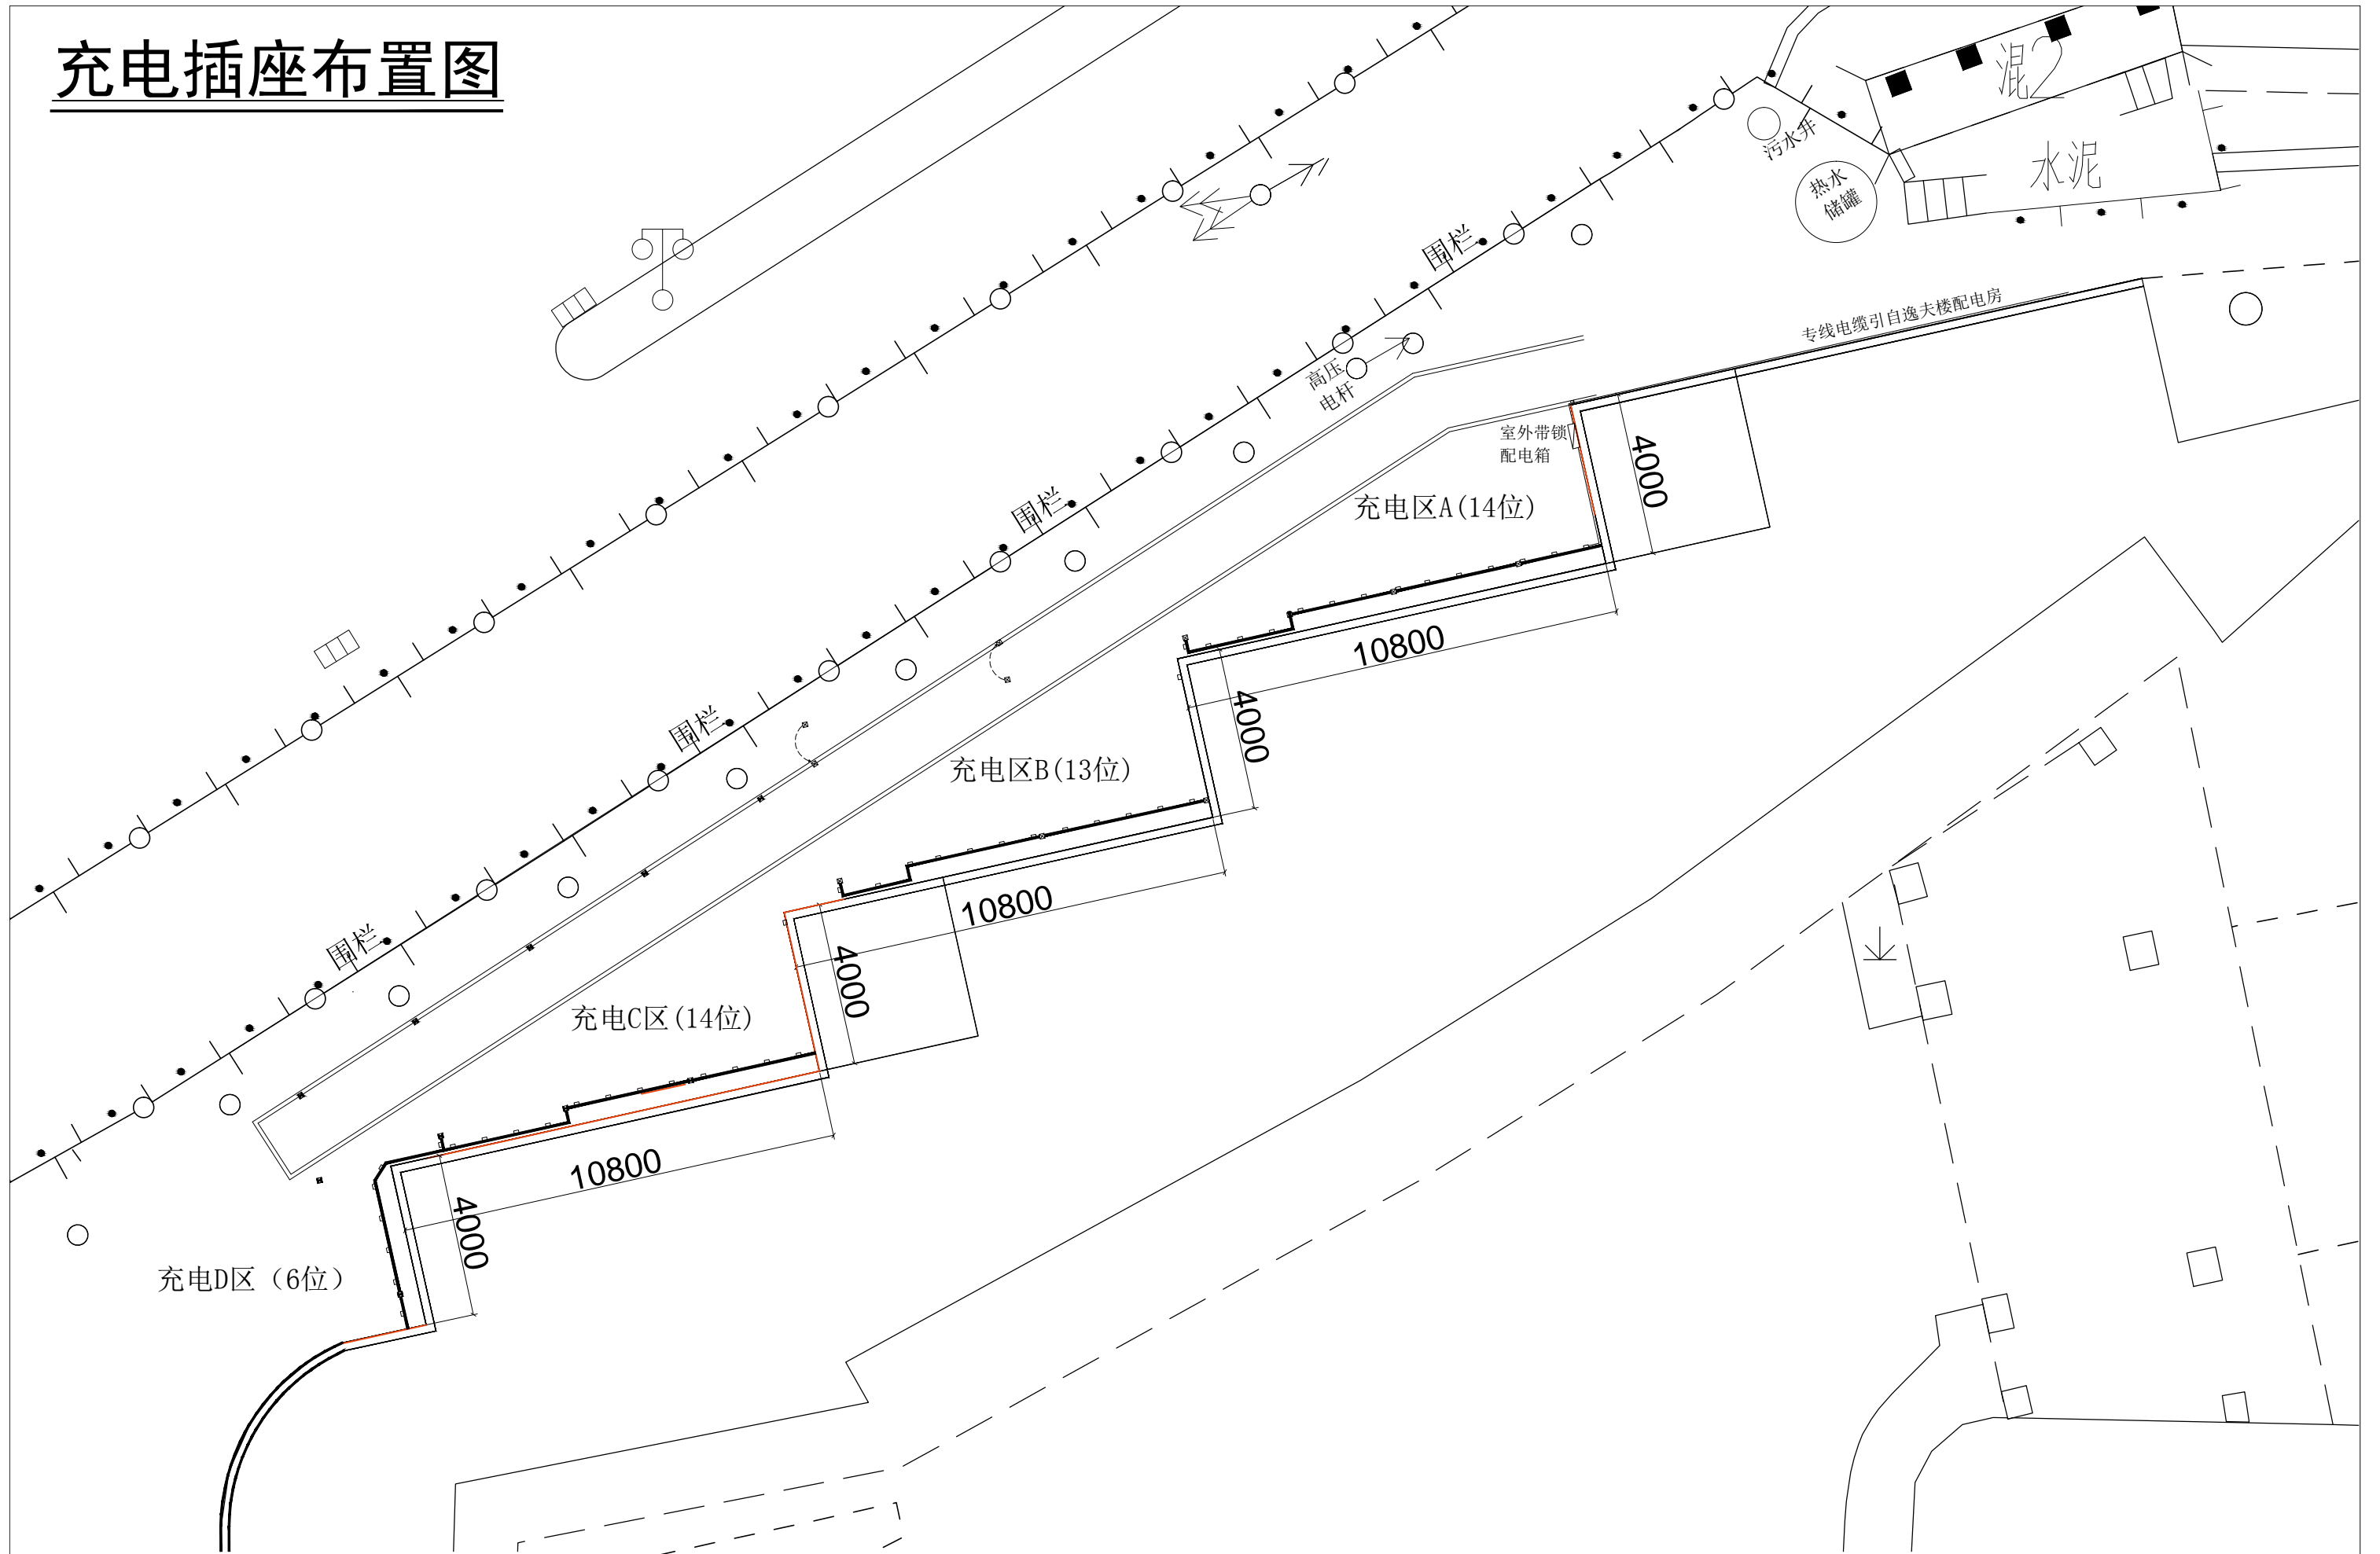 充电插座布置图
混2
污水井
水泥
热水
储罐
围栏
专线电缆引自逸夫楼配电房
高压
电杆
室外带锁
配电箱
4000
充电区A(14位)
围栏
10800
4000
围栏
充电区B(13位)
10800
围栏
4000
充电C区(14位)
10800
4000
充电D区（6位）